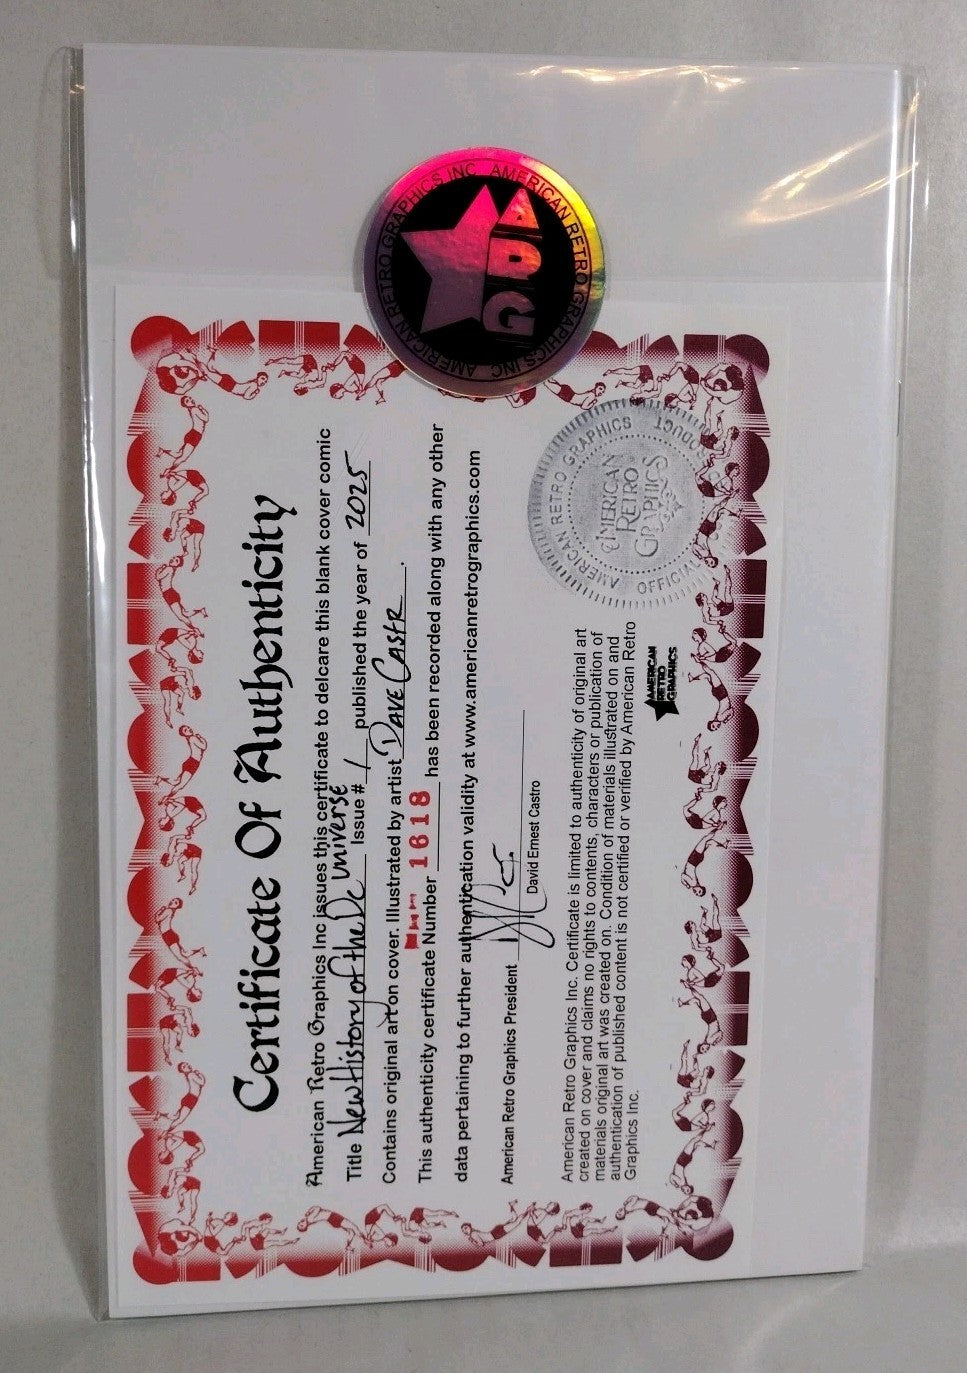 AMERICAN RETRO GRAPHICS INC AMERICAN RETRO GRAPHICS INC
Certificate Of Authenticity
American Retro Graphics Inc issues this certificate to delcare this blank cover comic
Title New History of the DC Universe Issue # 1 published the year of 2025
Contains original art on cover. Illustrated by artist Dave Castr.
This authenticity certificate Number 1618 has been recorded along with any other
data pertaining to further authentication validity at www.americanretrographics.com
American Retro Graphics President
David Ernest Castro
American Retro Graphics Inc. Certificate is limited to authenticity of original art
created on cover and claims no rights to contents, characters or publication of
materials original art was created on. Condition of materials illustrated on and
authentication of published content is not certified or verified by American Retro
Graphics Inc.
AMERICAN
RETRO
GRAPHICS
AMERICAN RETRO GRAPHICS OFFICIAL PRODUCT
AMERICAN
RETRO
GRAPHICS